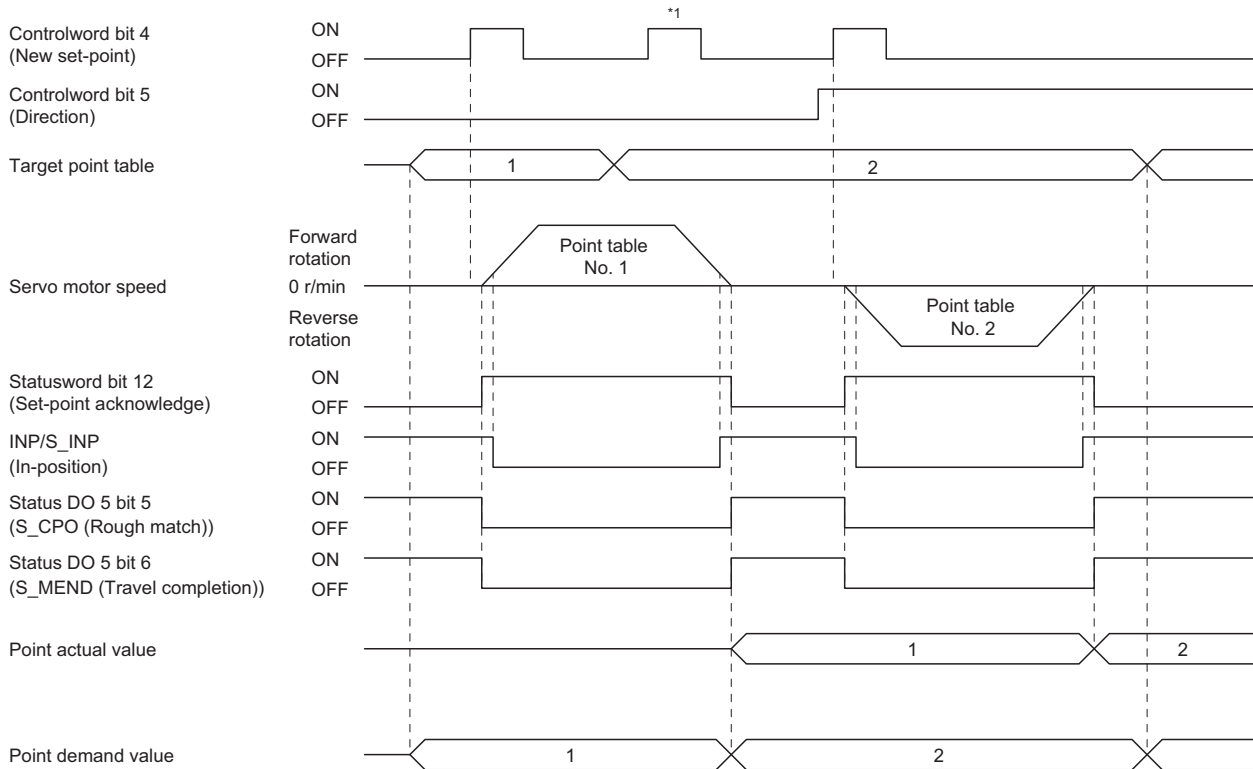 *1
Controlword bit 4
(New set-point)
ON
OFF
Controlword bit 5
(Direction)
ON
OFF
Target point table
1
2
Forward
rotation
Point table
No. 1
Servo motor speed
0 r/min
Reverse
rotation
Point table
No. 2
Statusword bit 12
(Set-point acknowledge)
ON
OFF
INP/S_INP
(In-position)
ON
OFF
Status DO 5 bit 5
(S_CPO (Rough match))
ON
OFF
Status DO 5 bit 6
(S_MEND (Travel completion))
ON
OFF
Point actual value
1
2
Point demand value
1
2